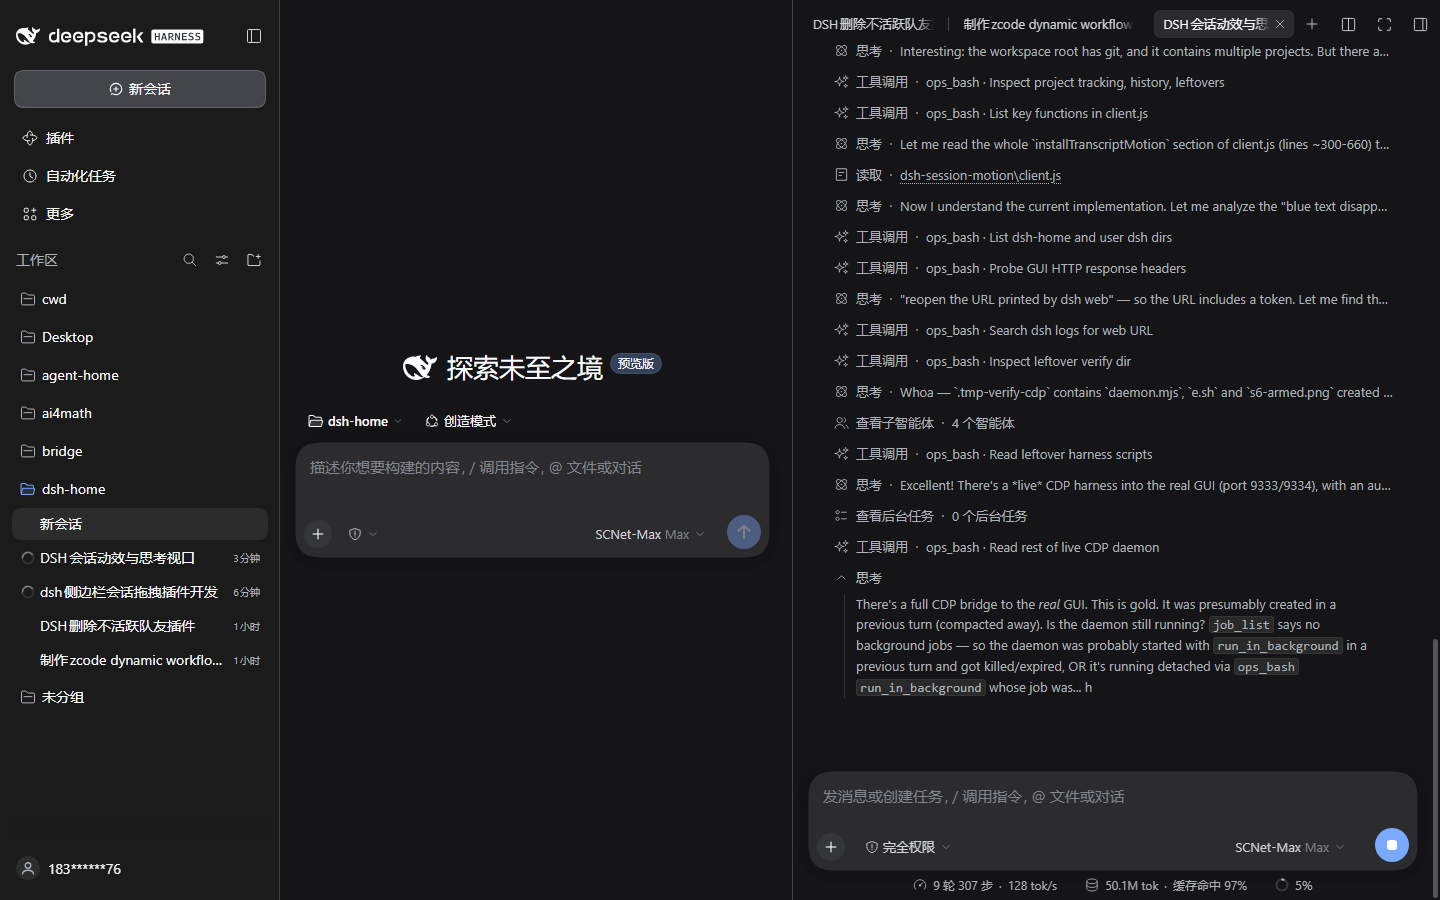 deepseek HARNESS
新会话
插件
自动化任务
更多
工作区
cwd
Desktop
agent-home
ai4math
bridge
dsh-home
新会话
DSH 会话动效与思考视口 3分钟
dsh 侧边栏会话拖拽插件开发 6分钟
DSH 删除不活跃队友插件 1小时
制作 zcode dynamic workflo... 1小时
未分组
183******76
探索未至之境 预览版
dsh-home 创造模式
描述你想要构建的内容, / 调用指令, @ 文件或对话
SCNet-Max Max
DSH 删除不活跃队友 制作 zcode dynamic workflow DSH 会话动效与思
思考 · Interesting: the workspace root has git, and it contains multiple projects. But there a...
工具调用 · ops_bash · Inspect project tracking, history, leftovers
工具调用 · ops_bash · List key functions in client.js
思考 · Let me read the whole `installTranscriptMotion` section of client.js (lines ~300-660) t...
读取 · dsh-session-motion\client.js
思考 · Now I understand the current implementation. Let me analyze the "blue text disapp...
工具调用 · ops_bash · List dsh-home and user dsh dirs
工具调用 · ops_bash · Probe GUI HTTP response headers
思考 · "reopen the URL printed by dsh web" — so the URL includes a token. Let me find th...
工具调用 · ops_bash · Search dsh logs for web URL
工具调用 · ops_bash · Inspect leftover verify dir
思考 · Whoa — `.tmp-verify-cdp` contains `daemon.mjs`, `e.sh` and `s6-armed.png` created ...
查看子智能体 · 4 个智能体
工具调用 · ops_bash · Read leftover harness scripts
思考 · Excellent! There's a *live* CDP harness into the real GUI (port 9333/9334), with an au...
查看后台任务 · 0 个后台任务
工具调用 · ops_bash · Read rest of live CDP daemon
思考
There's a full CDP bridge to the real GUI. This is gold. It was presumably created in a
previous turn (compacted away). Is the daemon still running? job_list says no
background jobs — so the daemon was probably started with run_in_background in a
previous turn and got killed/expired, OR it's running detached via ops_bash
run_in_background whose job was... h
发消息或创建任务, / 调用指令, @ 文件或对话
完全权限 SCNet-Max Max
9 轮 307 步 · 128 tok/s 50.1M tok · 缓存命中 97% 5%